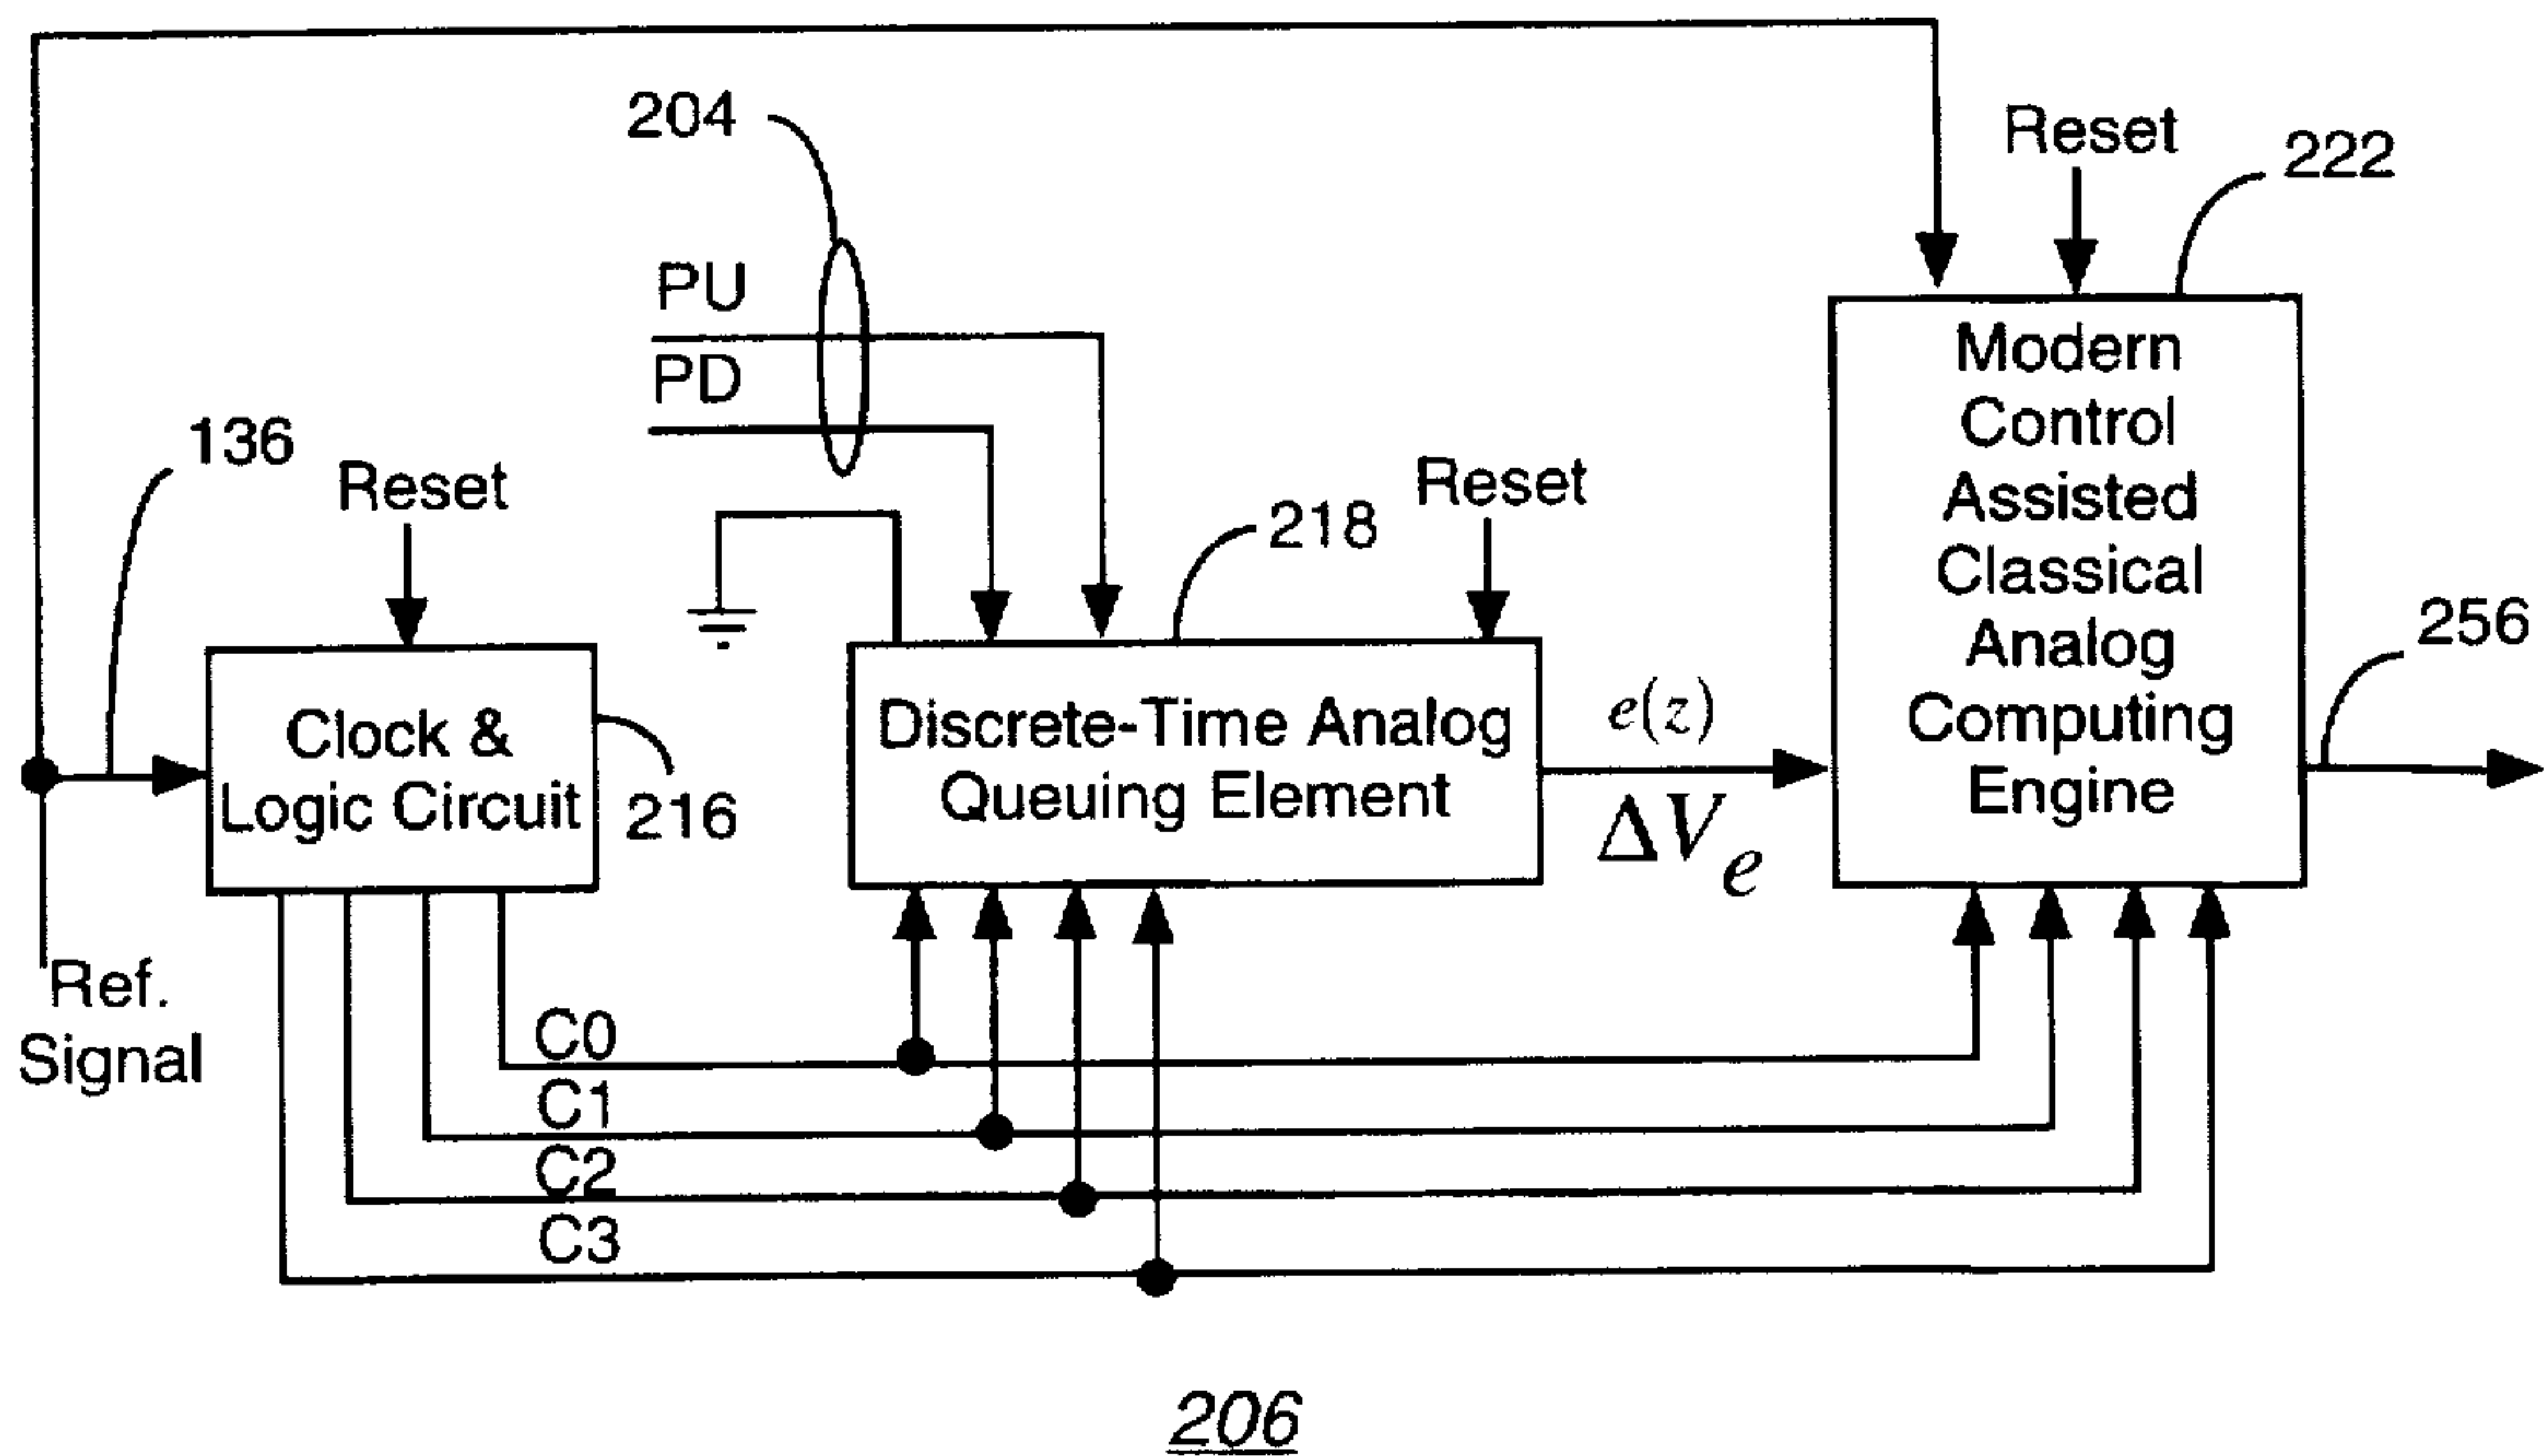 204
Reset
222
PU
PD
136
Reset
Reset
218
Modern
Control
Assisted
Classical
Analog
Computing
Engine
256
Clock &
Logic Circuit
216
Discrete-Time Analog
Queuing Element
e(z)
ΔVe
Ref.
Signal
C0
C1
C2
C3
206